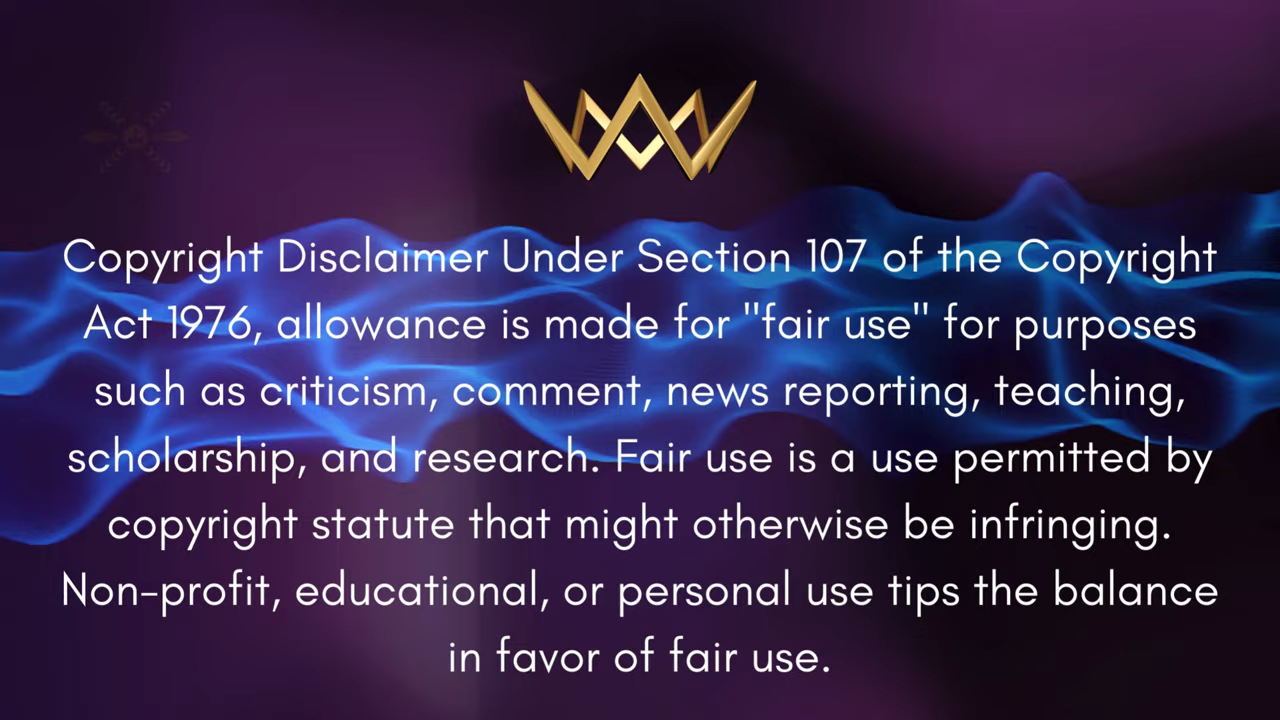 Copyright Disclaimer Under Section 107 of the Copyright
Act 1976, allowance is made for "fair use" for purposes
such as criticism, comment, news reporting, teaching,
scholarship, and research. Fair use is a use permitted by
copyright statute that might otherwise be infringing.
Non-profit, educational, or personal use tips the balance
in favor of fair use.